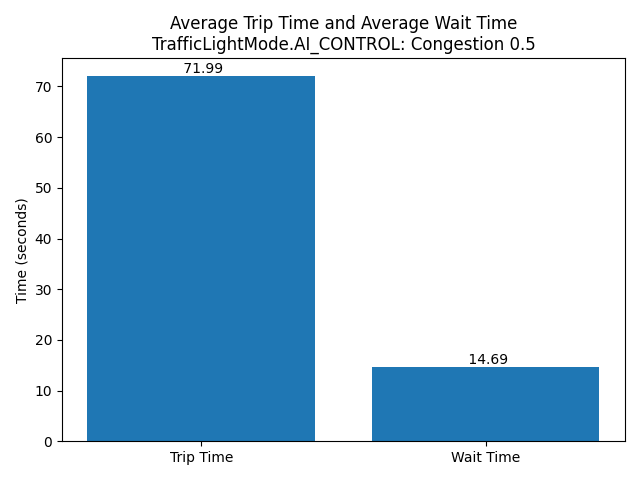 Average Trip Time and Average Wait Time
TrafficLightMode.AI_CONTROL: Congestion 0.5
Time (seconds)
70
60
50
40
30
20
10
0
71.99
14.69
Trip Time
Wait Time